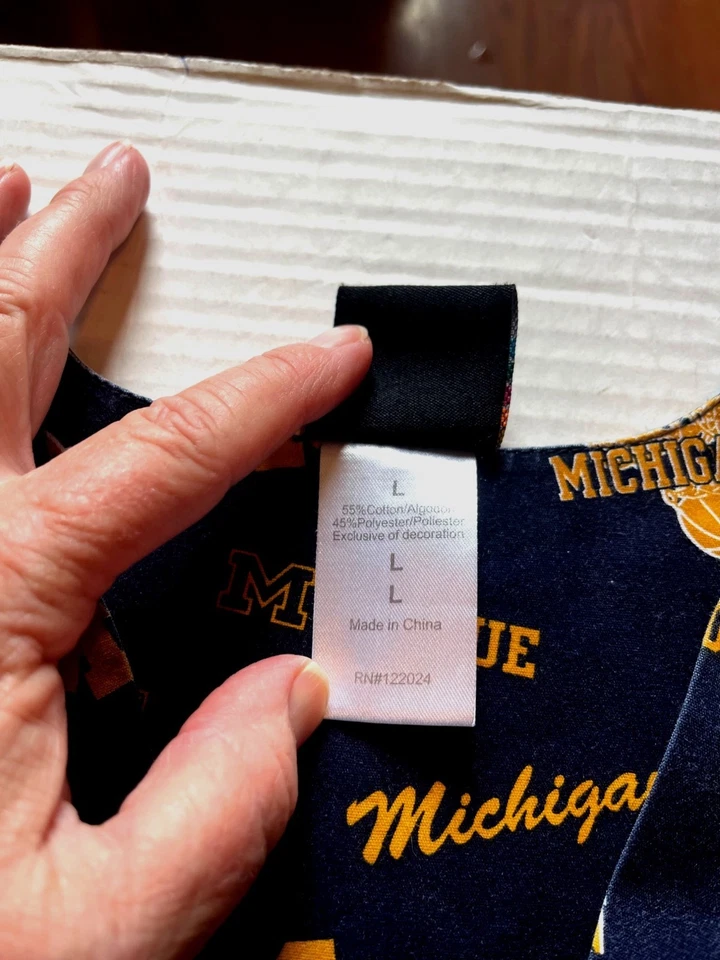 L
55%Cotton/Algodon
45%Polyester/Poliester
Exclusive of decoration
L
L
Made in China
RN#122024
MICHIGA
M
UE
Michiga